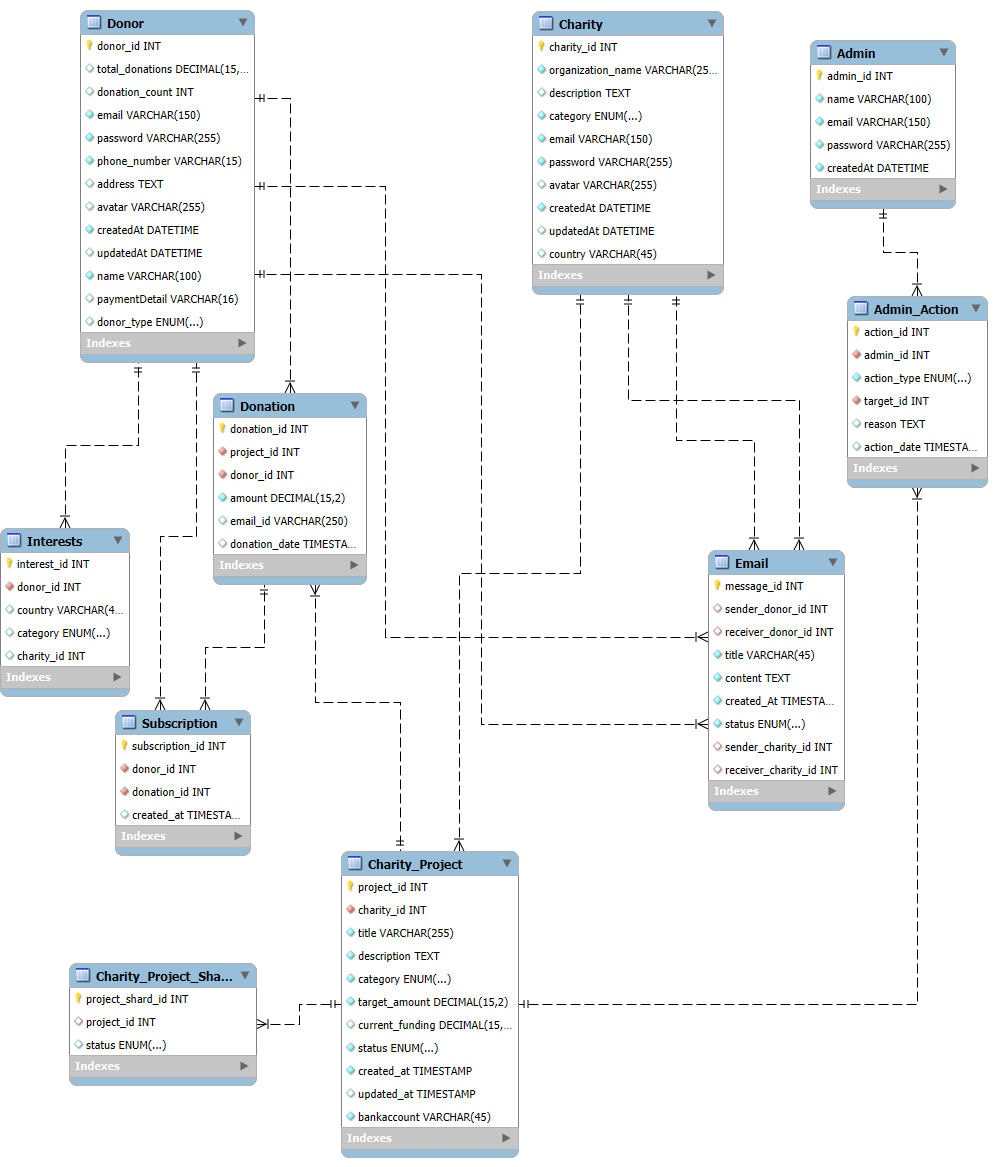 Donor
donor_id INT
total_donations DECIMAL(15,...
donation_count INT
email VARCHAR(150)
password VARCHAR(255)
phone_number VARCHAR(15)
address TEXT
avatar VARCHAR(255)
createdAt DATETIME
updatedAt DATETIME
name VARCHAR(100)
paymentDetail VARCHAR(16)
donor_type ENUM(...)
Indexes
Charity
charity_id INT
organization_name VARCHAR(25...
description TEXT
category ENUM(...)
email VARCHAR(150)
password VARCHAR(255)
avatar VARCHAR(255)
createdAt DATETIME
updatedAt DATETIME
country VARCHAR(45)
Indexes
Admin
admin_id INT
name VARCHAR(100)
email VARCHAR(150)
password VARCHAR(255)
createdAt DATETIME
Indexes
Admin_Action
action_id INT
admin_id INT
action_type ENUM(...)
target_id INT
reason TEXT
action_date TIMESTA...
Indexes
Donation
donation_id INT
project_id INT
donor_id INT
amount DECIMAL(15,2)
email_id VARCHAR(250)
donation_date TIMESTA...
Indexes
Interests
interest_id INT
donor_id INT
country VARCHAR(4...
category ENUM(...)
charity_id INT
Indexes
Email
message_id INT
sender_donor_id INT
receiver_donor_id INT
title VARCHAR(45)
content TEXT
created_At TIMESTA...
status ENUM(...)
sender_charity_id INT
receiver_charity_id INT
Indexes
Subscription
subscription_id INT
donor_id INT
donation_id INT
created_at TIMESTA...
Indexes
Charity_Project
project_id INT
charity_id INT
title VARCHAR(255)
description TEXT
category ENUM(...)
target_amount DECIMAL(15,2)
current_funding DECIMAL(15,...
status ENUM(...)
created_at TIMESTAMP
updated_at TIMESTAMP
bankaccount VARCHAR(45)
Indexes
Charity_Project_Sha...
project_shard_id INT
project_id INT
status ENUM(...)
Indexes